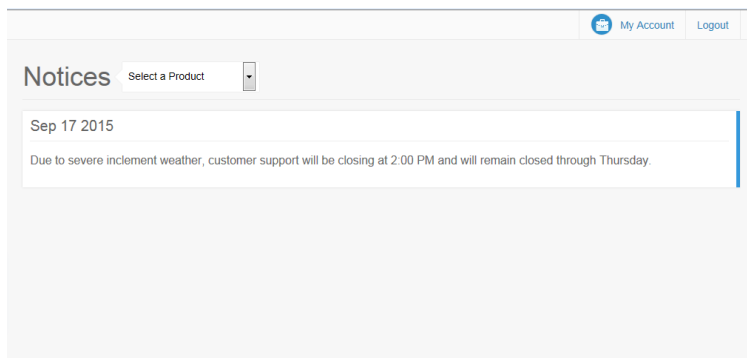 My Account Logout
Notices Select a Product
Sep 17 2015
Due to severe inclement weather, customer support will be closing at 2:00 PM and will remain closed through Thursday.